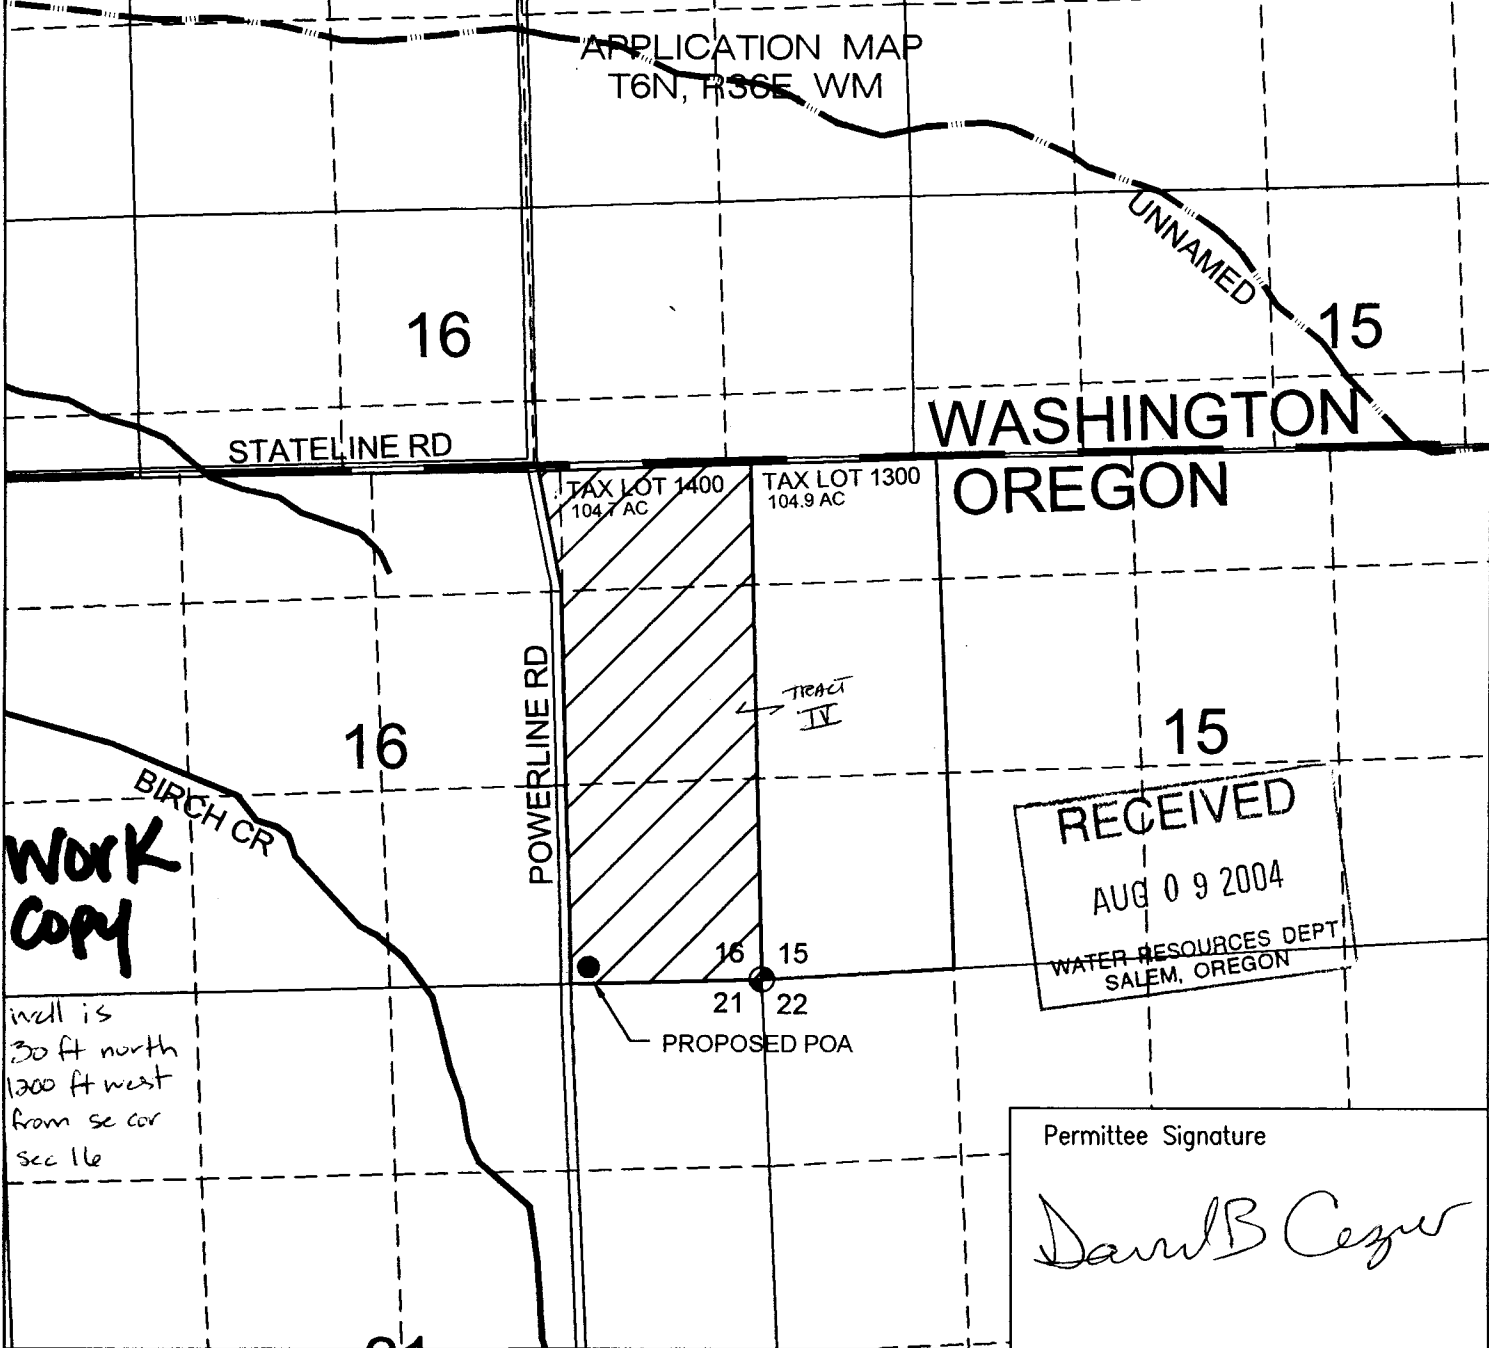 APPLICATION MAP
T6N, R36E, WM
UNNAMED
16
15
STATELINE RD
WASHINGTON
OREGON
TAX LOT 1400
104.7 AC
TAX LOT 1300
104.9 AC
POWERLINE RD
TRACT
IV
16
15
BIRCH CR
WORK
COPY
RECEIVED
AUG 0 9 2004
WATER RESOURCES DEPT
SALEM, OREGON
16 15
21 22
PROPOSED POA
well is
30 ft north
1200 ft west
from se cor
sec 16
Permittee Signature
David B
21